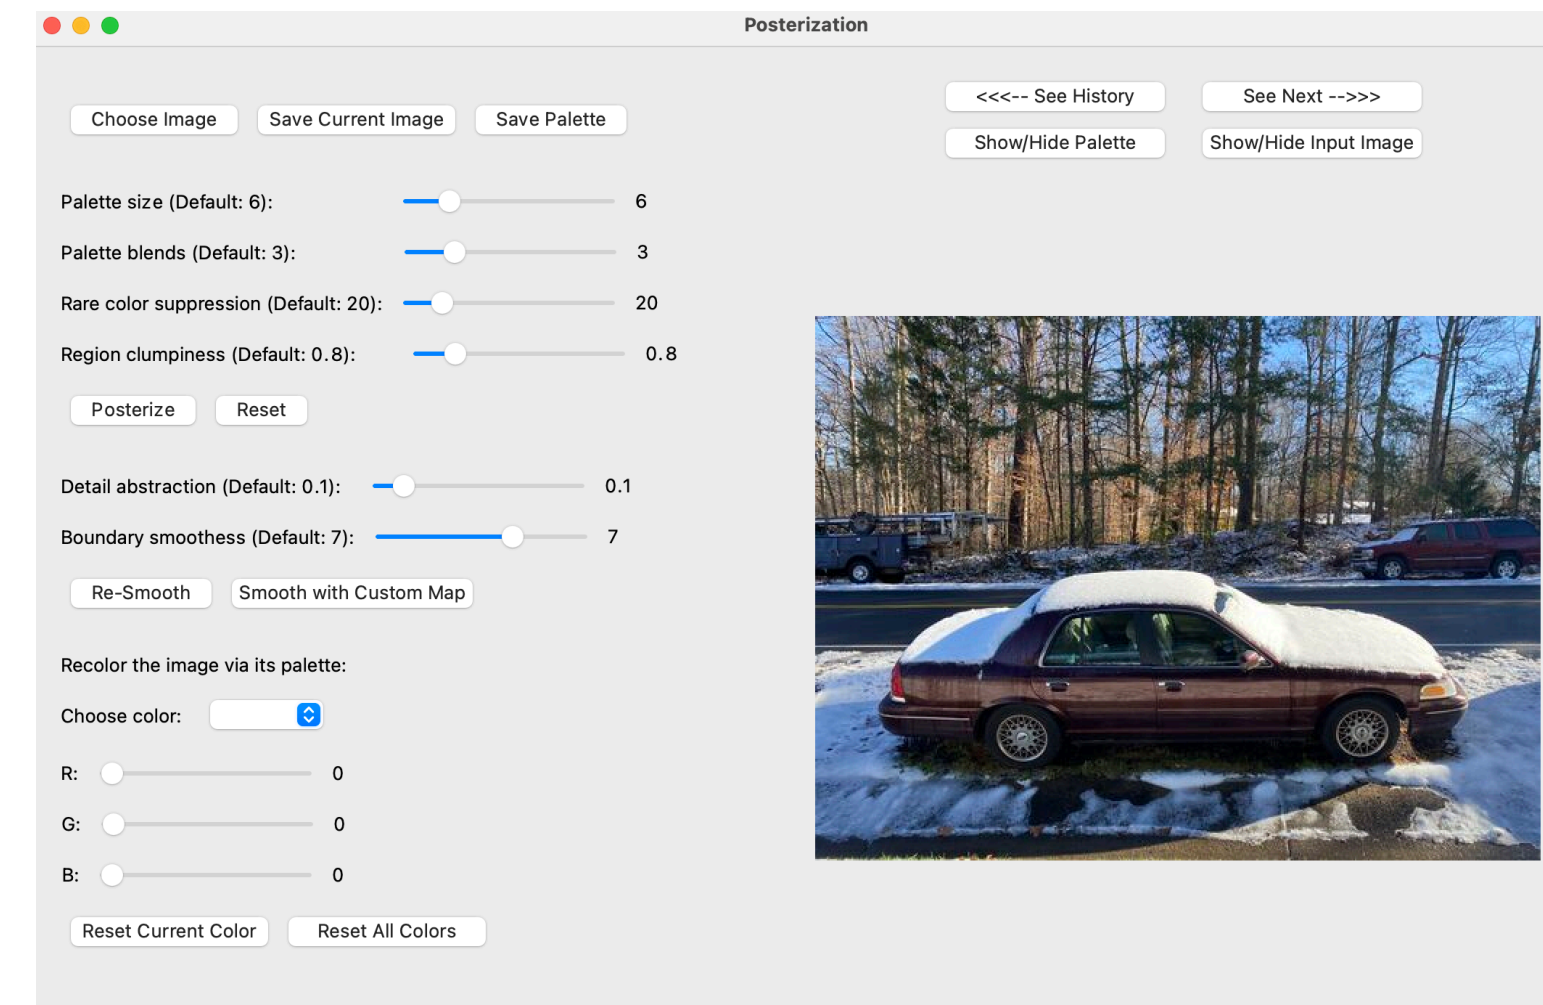 Posterization
Choose Image
Save Current Image
Save Palette
<<<-- See History
See Next -->>>
Show/Hide Palette
Show/Hide Input Image
Palette size (Default: 6):
6
Palette blends (Default: 3):
3
Rare color suppression (Default: 20):
20
Region clumpiness (Default: 0.8):
0.8
Posterize
Reset
Detail abstraction (Default: 0.1):
0.1
Boundary smoothess (Default: 7):
7
Re-Smooth
Smooth with Custom Map
Recolor the image via its palette:
Choose color:
R:
0
G:
0
B:
0
Reset Current Color
Reset All Colors